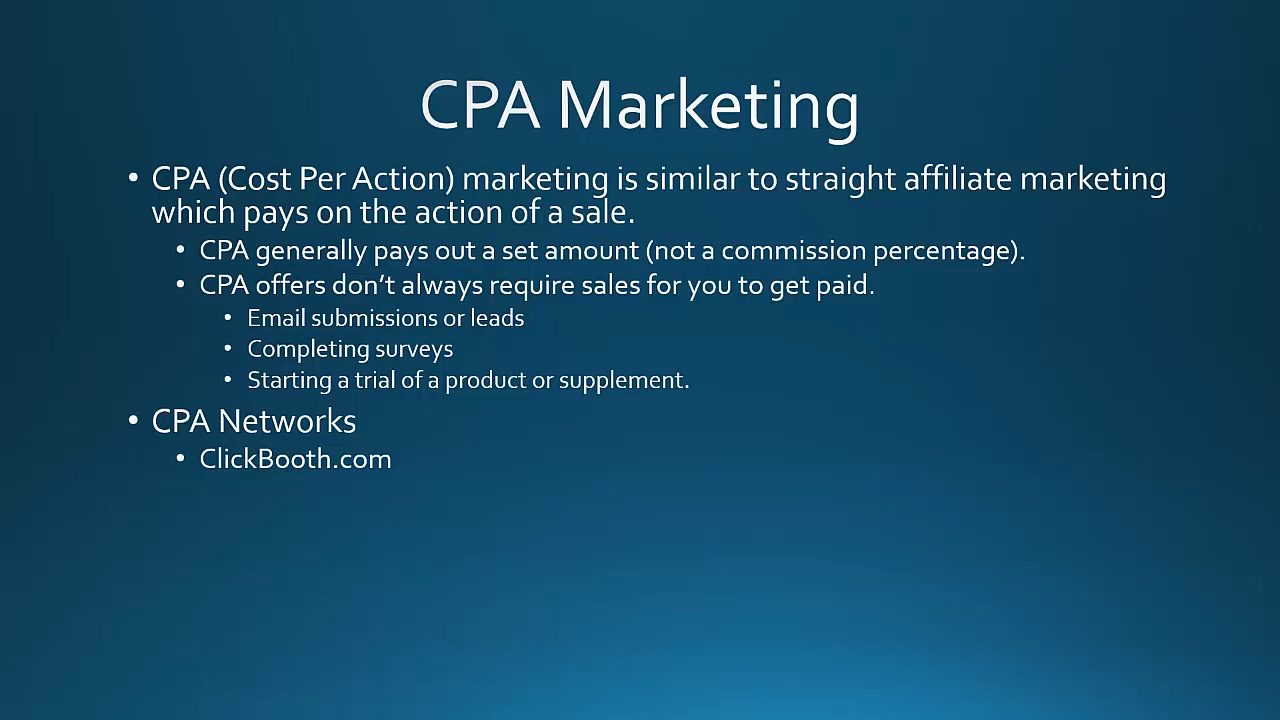 CPA Marketing
• CPA (Cost Per Action) marketing is similar to straight affiliate marketing
which pays on the action of a sale.
• CPA generally pays out a set amount (not a commission percentage).
• CPA offers don’t always require sales for you to get paid.
• Email submissions or leads
• Completing surveys
• Starting a trial of a product or supplement.
• CPA Networks
• ClickBooth.com